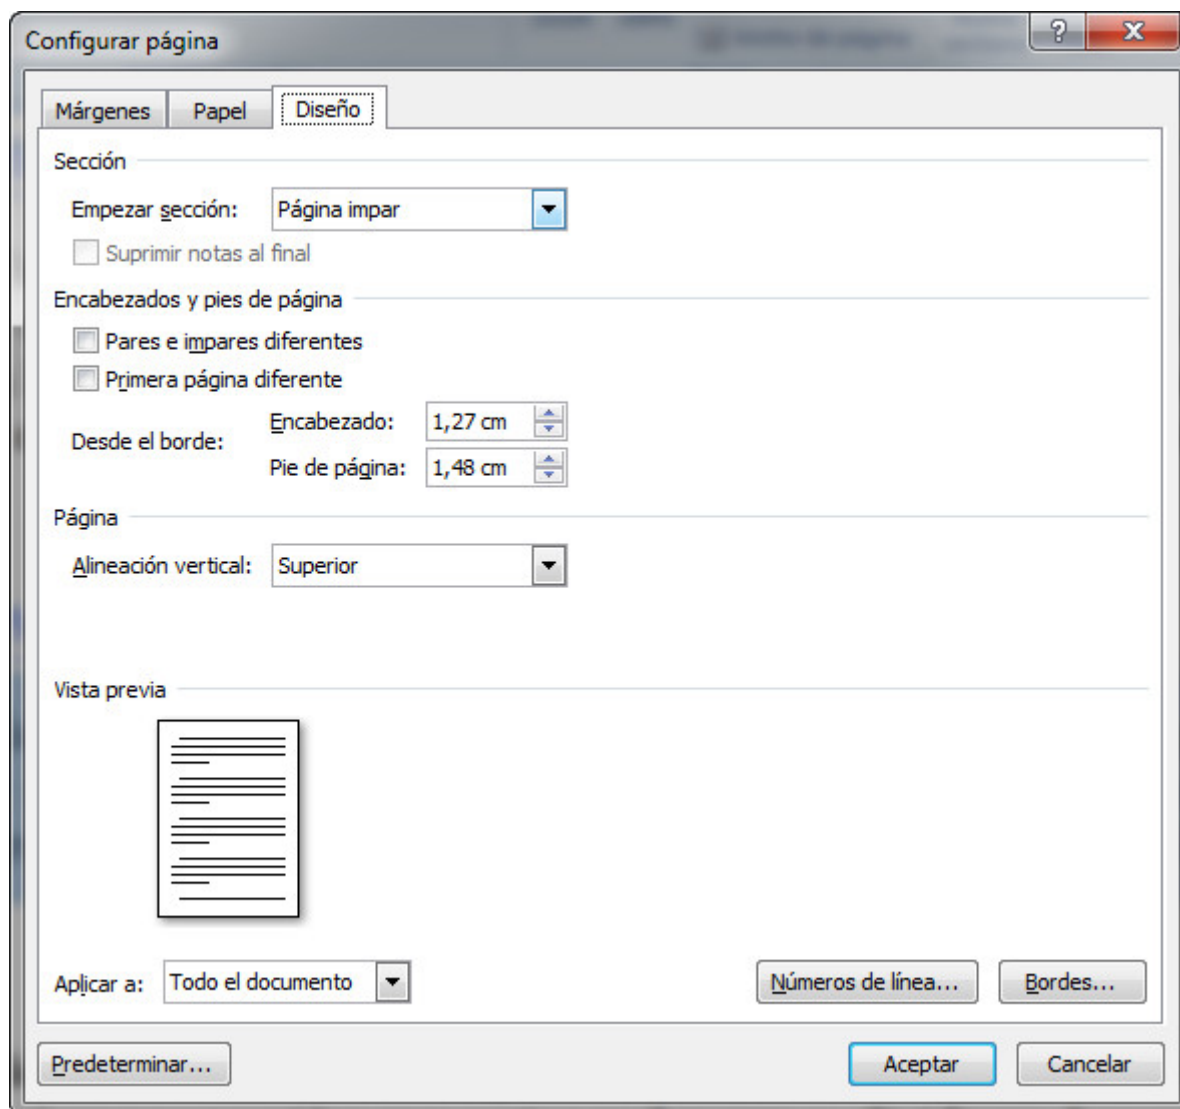 Configurar página
?
X
Márgenes Papel Diseño
Sección
Empezar sección: Página impar
Suprimir notas al final
Encabezados y pies de página
Pares e impares diferentes
Primera página diferente
Encabezado: 1,27 cm
Desde el borde:
Pie de página: 1,48 cm
Página
Alineación vertical: Superior
Vista previa
Aplicar a: Todo el documento Números de línea... Bordes...
Predeterminar... Aceptar Cancelar